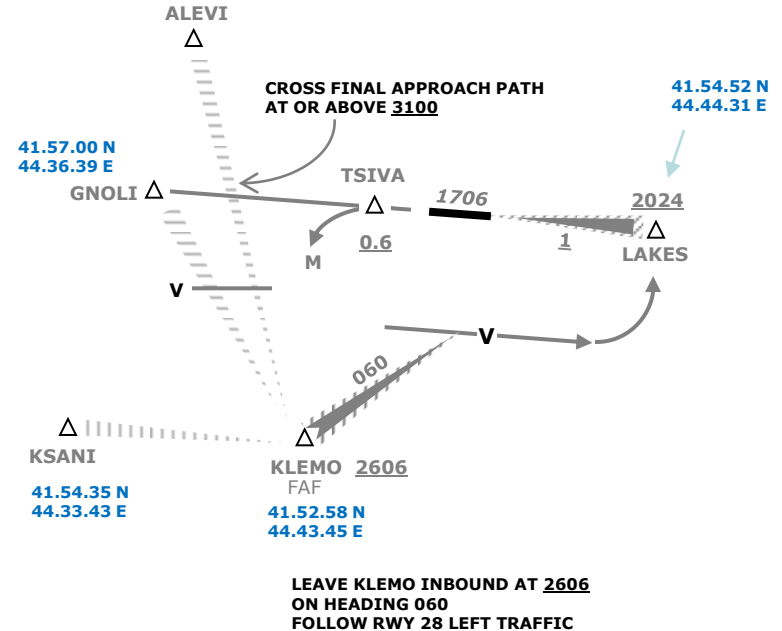 ALEVI
CROSS FINAL APPROACH PATH
AT OR ABOVE 3100
41.54.52 N
44.44.31 E
41.57.00 N
44.36.39 E
GNOLI
TSIVA
1706
2024
LAKES
0.6
1
M
V
V
060
KSANI
KLEMO 2606
FAF
41.54.35 N
44.33.43 E
41.52.58 N
44.43.45 E
LEAVE KLEMO INBOUND AT 2606
ON HEADING 060
FOLLOW RWY 28 LEFT TRAFFIC